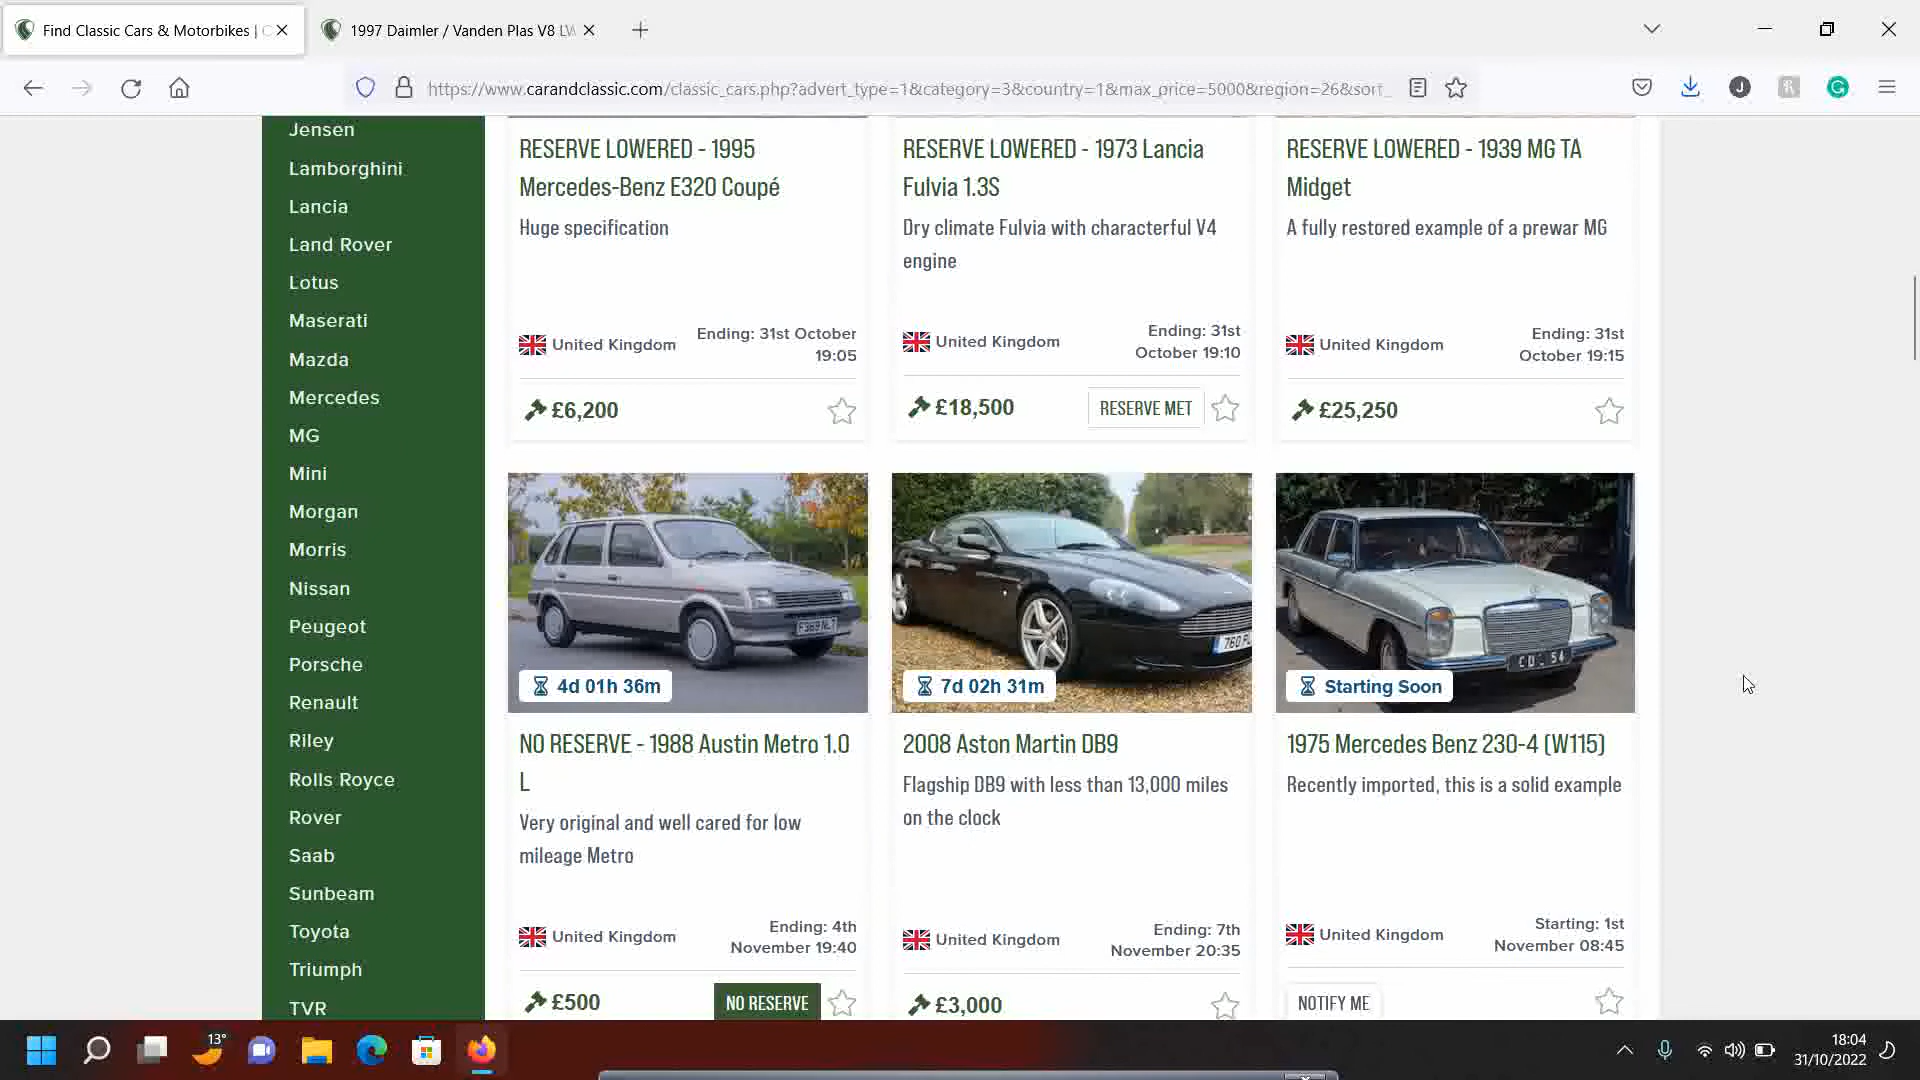 Find Classic Cars & Motorbikes |
1997 Daimler / Vanden Plas V8 LW
https://www.carandclassic.com/classic_cars.php?advert_type=1&category=3&country=1&max_price=5000&region=26&sort_
Jensen
Lamborghini
Lancia
Land Rover
Lotus
Maserati
Mazda
Mercedes
MG
Mini
Morgan
Morris
Nissan
Peugeot
Porsche
Renault
Riley
Rolls Royce
Rover
Saab
Sunbeam
Toyota
Triumph
TVR
RESERVE LOWERED - 1995
Mercedes-Benz E320 Coupé
Huge specification
United Kingdom
Ending: 31st October
19:05
£6,200
RESERVE LOWERED - 1973 Lancia
Fulvia 1.3S
Dry climate Fulvia with characterful V4
engine
United Kingdom
Ending: 31st
October 19:10
£18,500
RESERVE MET
RESERVE LOWERED - 1939 MG TA
Midget
A fully restored example of a prewar MG
United Kingdom
Ending: 31st
October 19:15
£25,250
F369 NLT
4d 01h 36m
NO RESERVE - 1988 Austin Metro 1.0
L
Very original and well cared for low
mileage Metro
United Kingdom
Ending: 4th
November 19:40
£500
NO RESERVE
760
7d 02h 31m
2008 Aston Martin DB9
Flagship DB9 with less than 13,000 miles
on the clock
United Kingdom
Ending: 7th
November 20:35
£3,000
Starting Soon
1975 Mercedes Benz 230-4 (W115)
Recently imported, this is a solid example
United Kingdom
Starting: 1st
November 08:45
NOTIFY ME
13°
18:04
31/10/2022